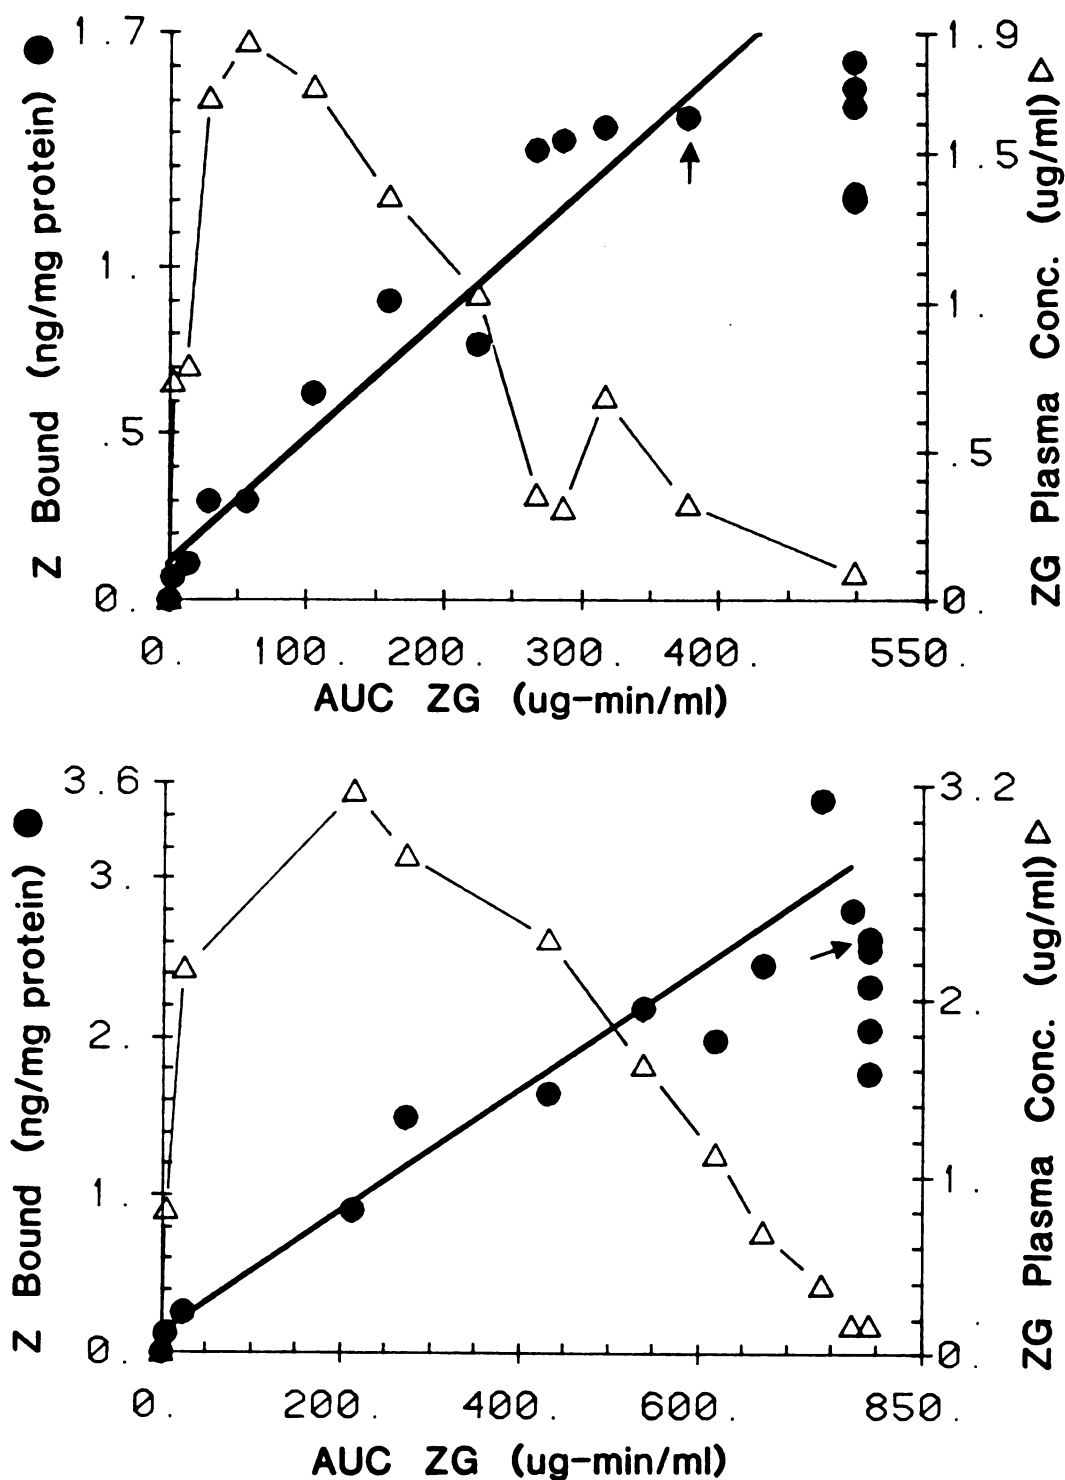 Z Bound (ng/mg protein) ●
1.7
1.
.5
0.
1.9
1.5
1.
.5
0.
ZG Plasma Conc. (ug/ml) △
0. 100. 200. 300. 400. 550.
AUC ZG (ug-min/ml)
Z Bound (ng/mg protein) ●
3.6
3.
2.
1.
0.
3.2
2.
1.
0.
ZG Plasma Conc. (ug/ml) △
0. 200. 400. 600. 850.
AUC ZG (ug-min/ml)